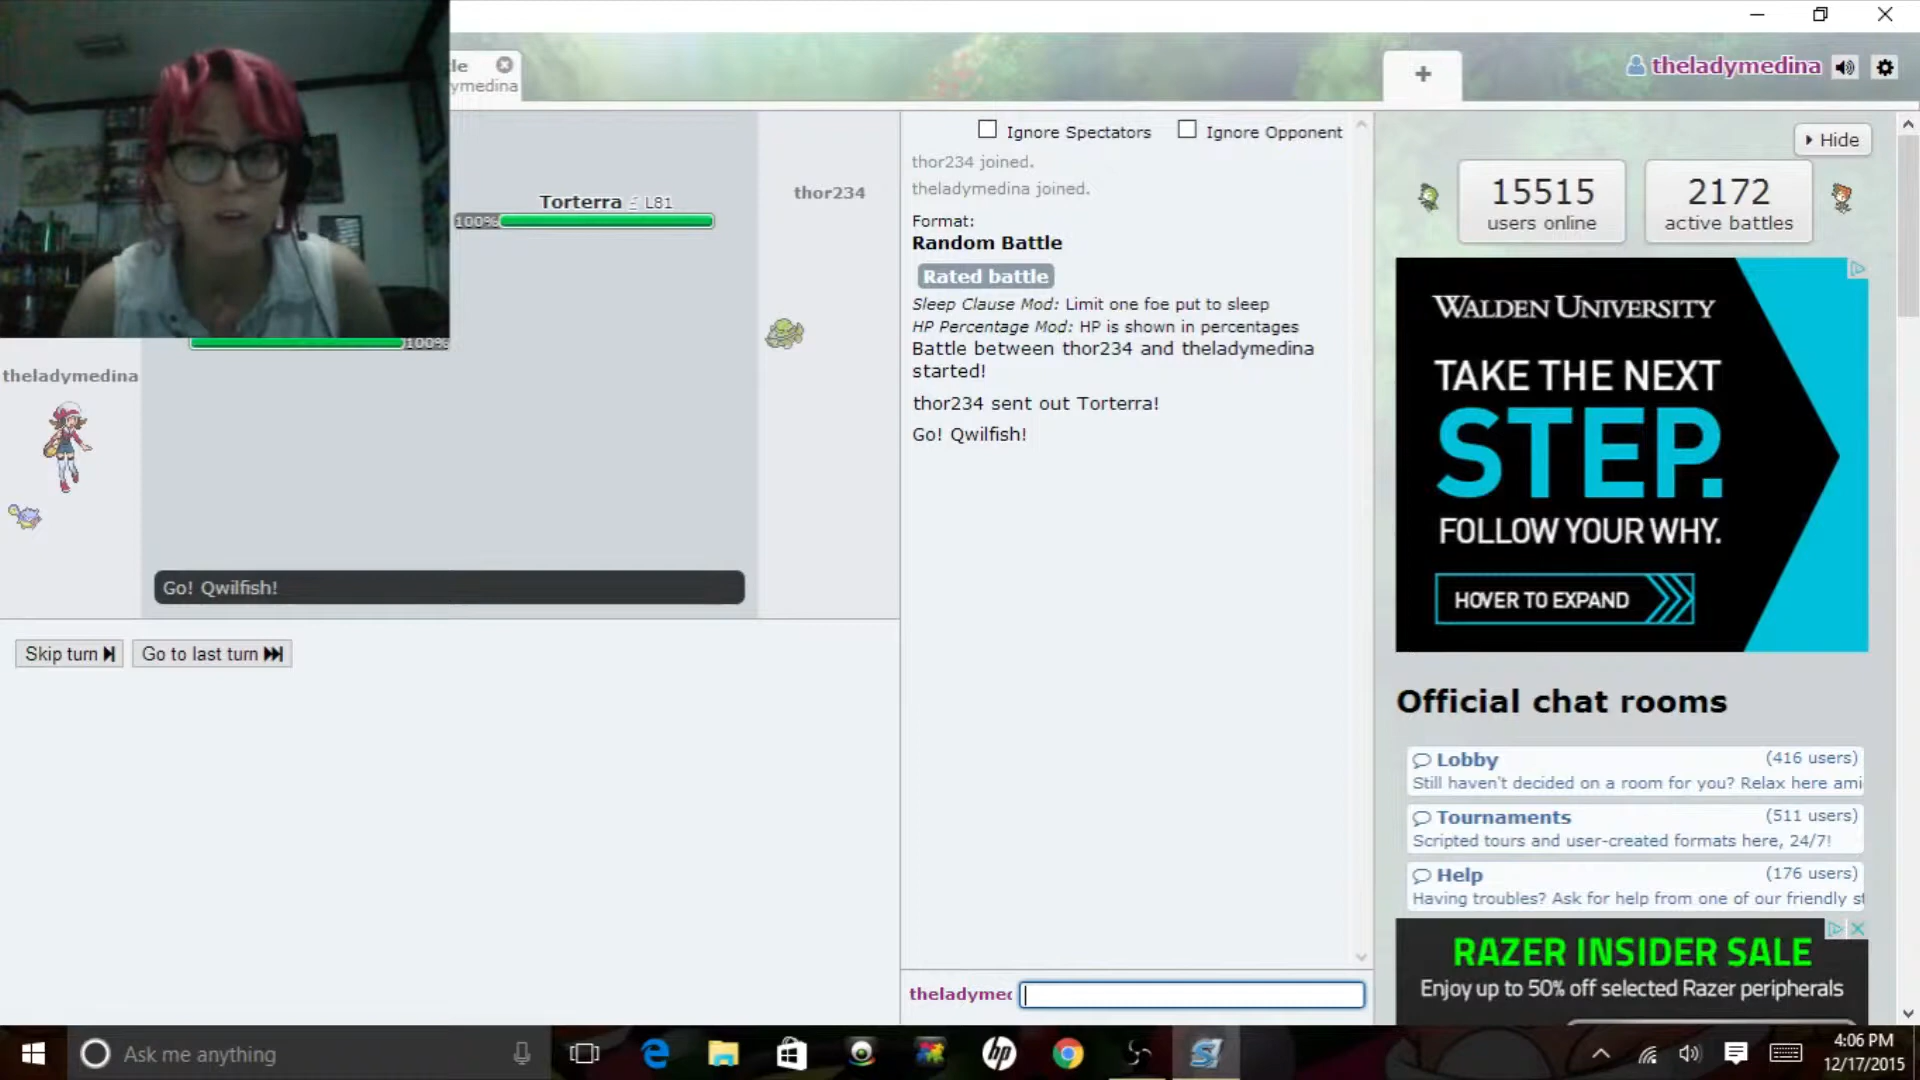 le
ymedina
theladymedina
Torterra L81
100%
100%
thor234
theladymedina
Go! Qwilfish!
Skip turn
Go to last turn
Ignore Spectators
Ignore Opponent
thor234 joined.
theladymedina joined.
Format:
Random Battle
Rated battle
Sleep Clause Mod: Limit one foe put to sleep
HP Percentage Mod: HP is shown in percentages
Battle between thor234 and theladymedina
started!
thor234 sent out Torterra!
Go! Qwilfish!
theladymed
Hide
15515
users online
2172
active battles
WALDEN UNIVERSITY
TAKE THE NEXT
STEP.
FOLLOW YOUR WHY.
HOVER TO EXPAND
Official chat rooms
Lobby (416 users)
Still haven't decided on a room for you? Relax here ami
Tournaments (511 users)
Scripted tours and user-created formats here, 24/7!
Help (176 users)
Having troubles? Ask for help from one of our friendly st
RAZER INSIDER SALE
Enjoy up to 50% off selected Razer peripherals
Ask me anything
hp
4:06 PM
12/17/2015